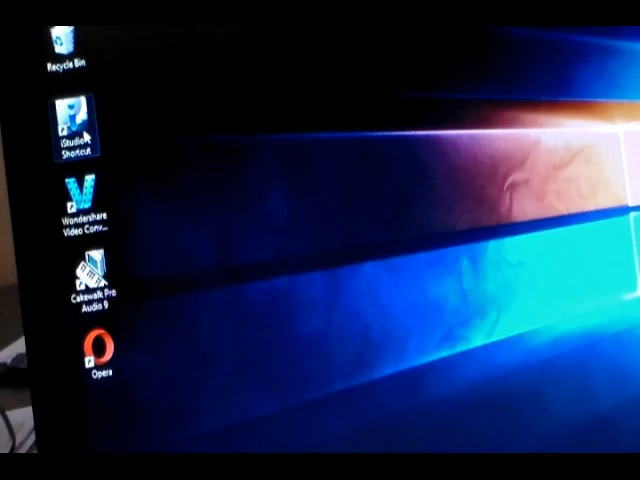 Recycle Bin
iStudio -
Shortcut
Wondershare
Video Conv...
Cakewalk Pro
Audio 9
Opera